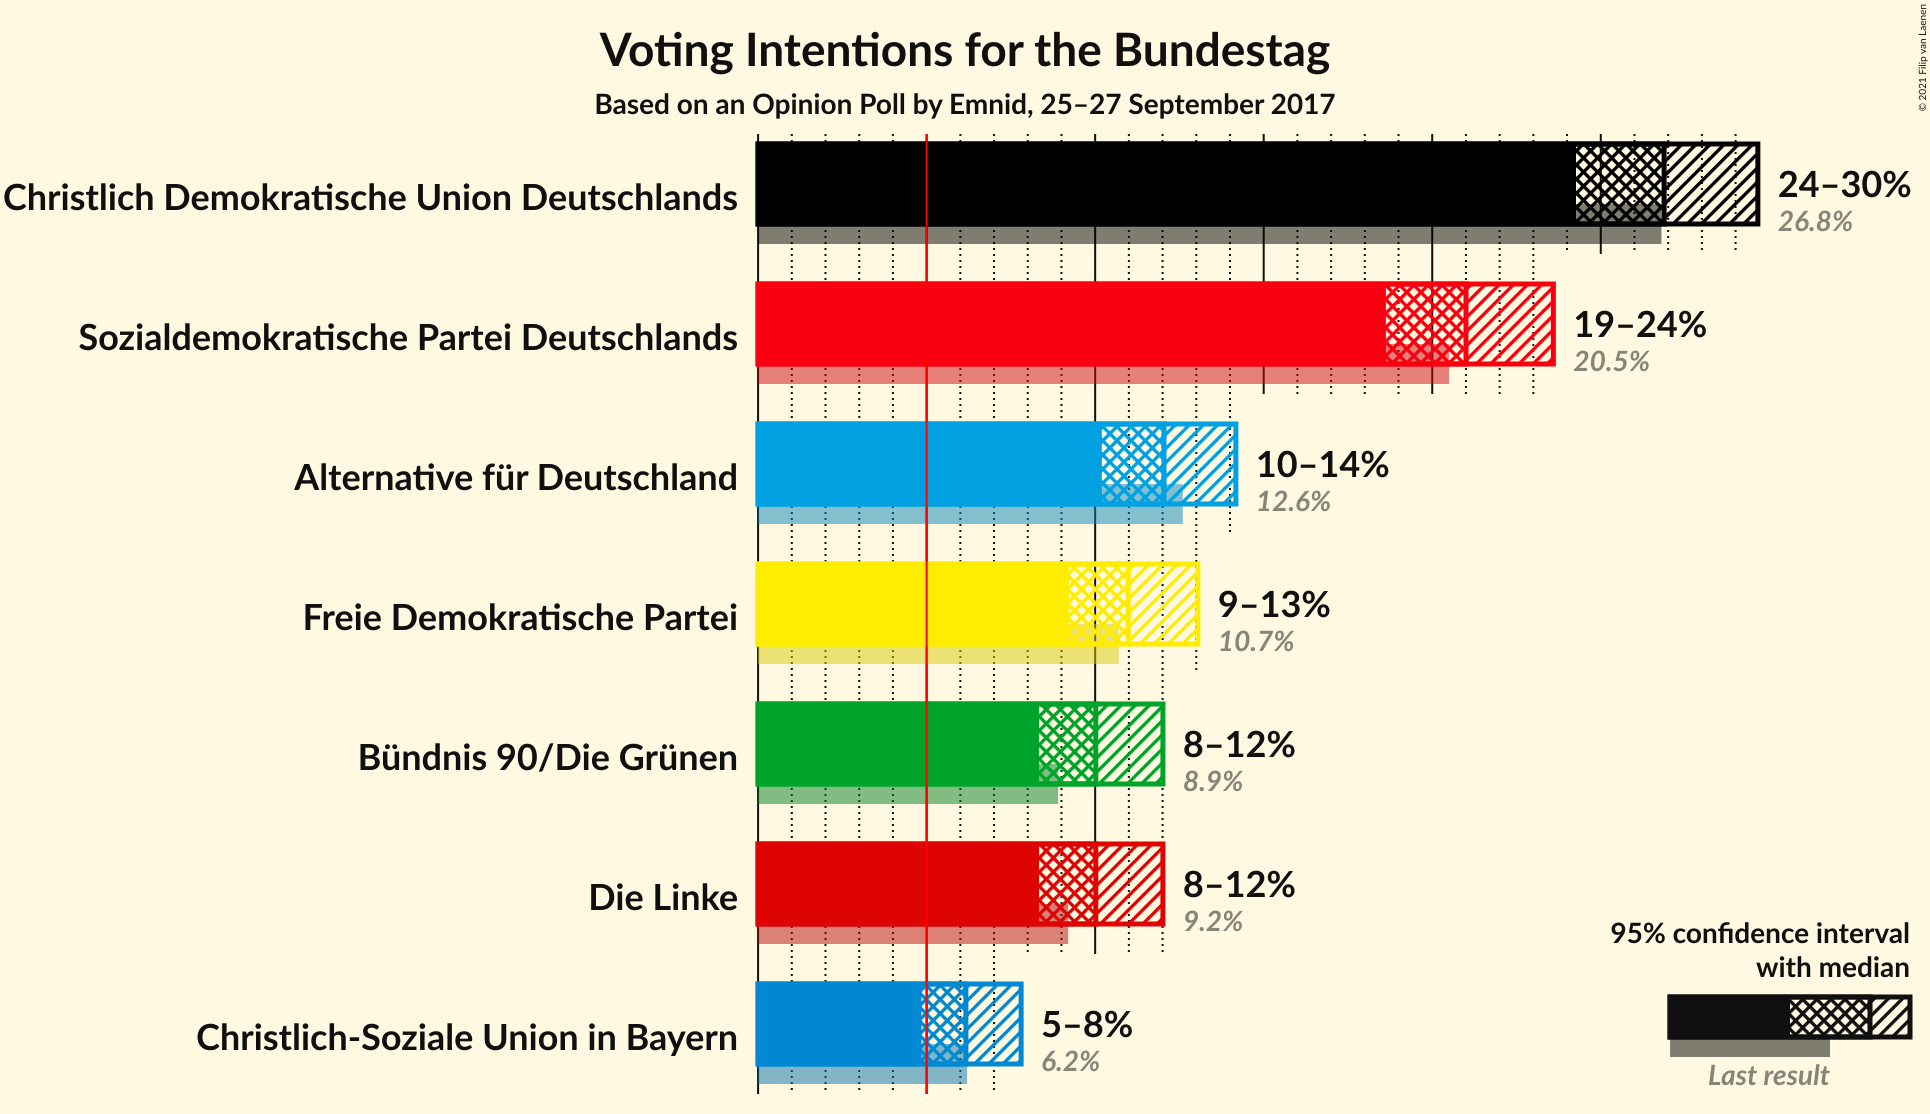 Voting Intentions for the Bundestag
Based on an Opinion Poll by Emnid, 25–27 September 2017
© 2021 Filip van Laenen
Christlich Demokratische Union Deutschlands
24–30%
26.8%
Sozialdemokratische Partei Deutschlands
19–24%
20.5%
Alternative für Deutschland
10–14%
12.6%
Freie Demokratische Partei
9–13%
10.7%
Bündnis 90/Die Grünen
8–12%
8.9%
Die Linke
8–12%
9.2%
Christlich-Soziale Union in Bayern
5–8%
6.2%
95% confidence interval
with median
Last result